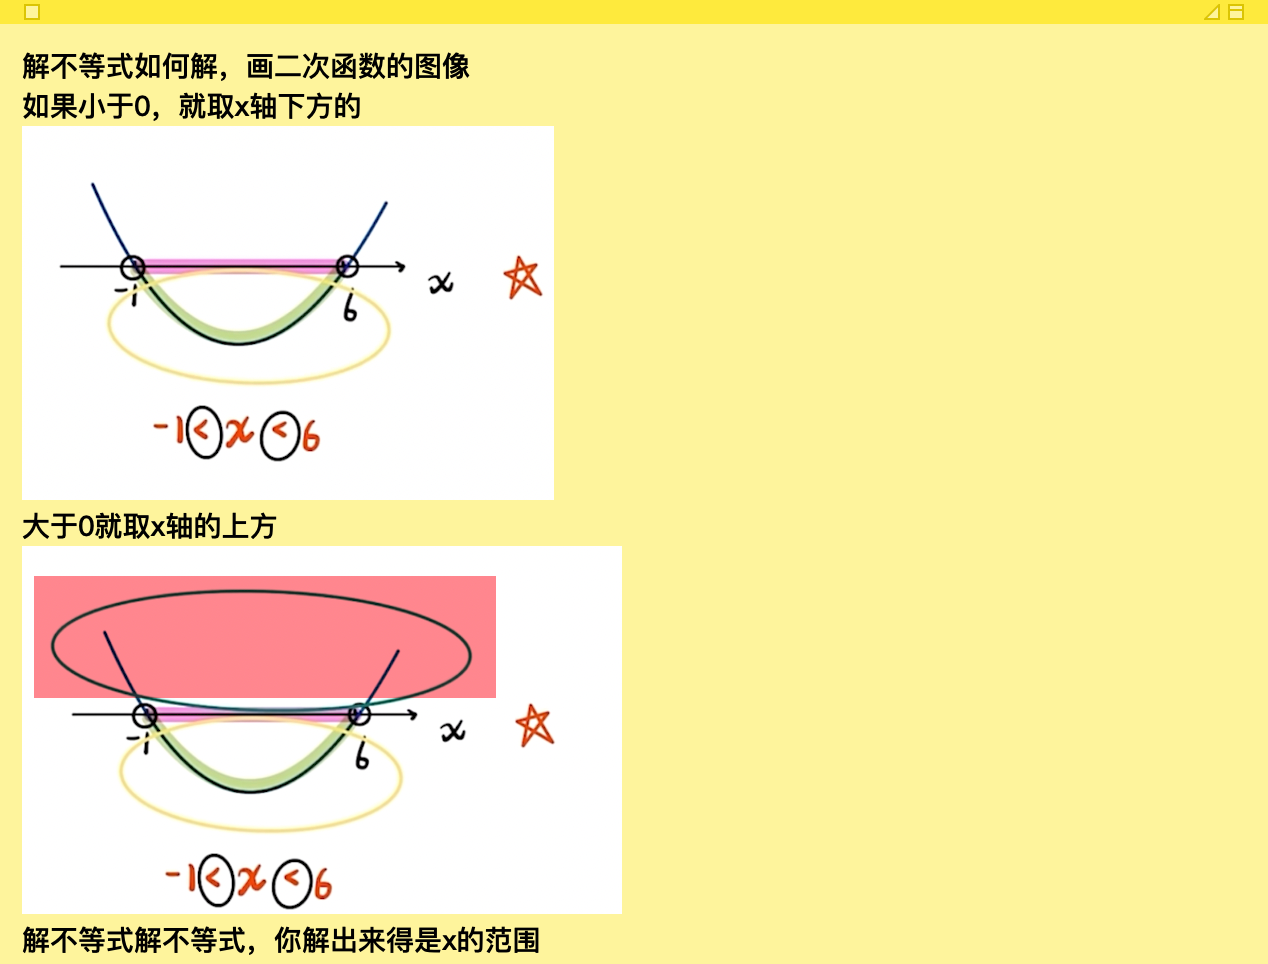 解不等式如何解，画二次函数的图像
如果小于0，就取x轴下方的
-1
6
x
-1<x<6
大于0就取x轴的上方
-1
6
x
-1<x<6
解不等式解不等式，你解出来得是x的范围